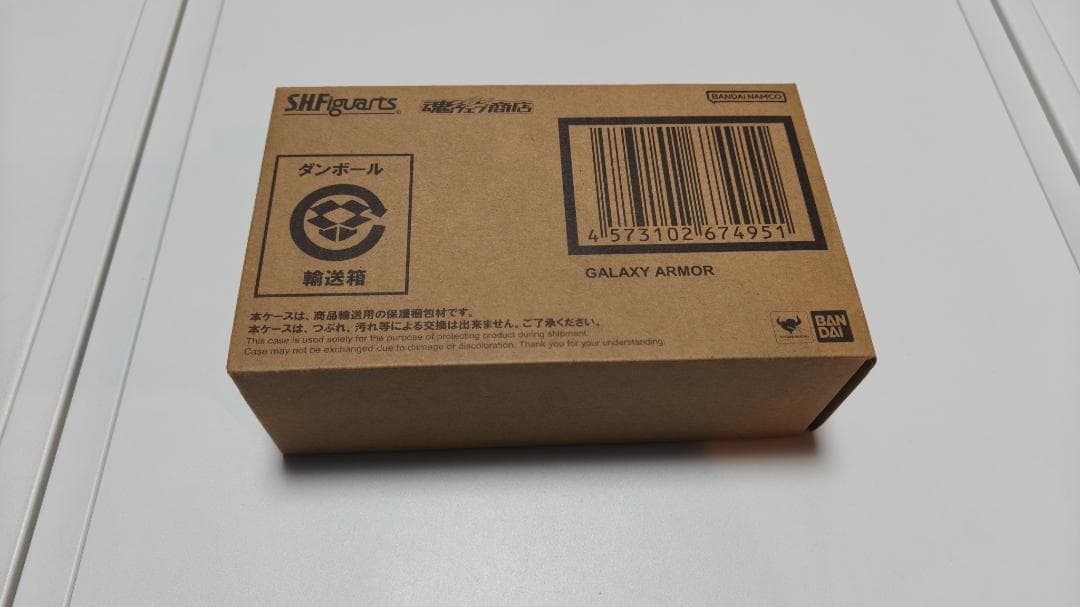 S.H.Figuarts
魂ウェブ商店
BANDAI NAMCO
4 573102 674951
GALAXY ARMOR
ダンボール
輸送箱
本ケースは、商品輸送用の保護梱包材です。
本ケースは、つぶれ、汚れ等による交換は出来ません。ご了承ください。
This case is used solely for the purpose of protecting product during shipment.
Case may not be exchanged due to damage or discoloration. Thank you for your understanding.
BAN
DAI